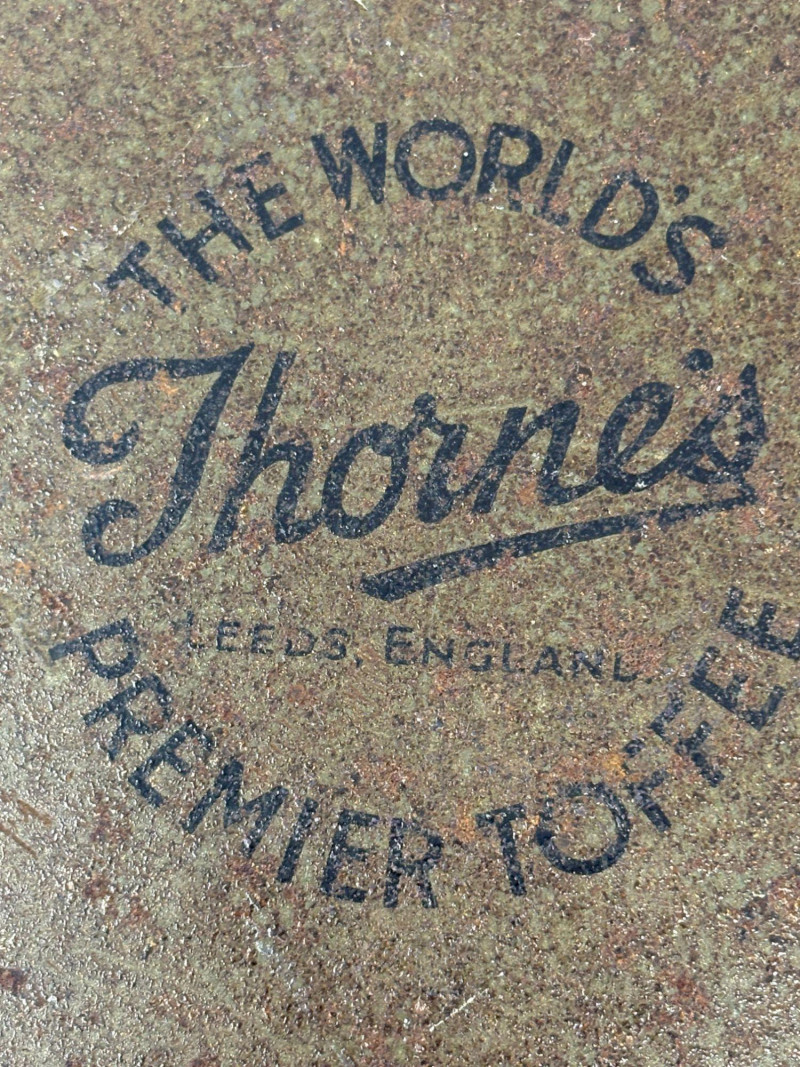 THE WORLD'S
Thorne's
LEEDS, ENGLAND.
PREMIER TOFFEE